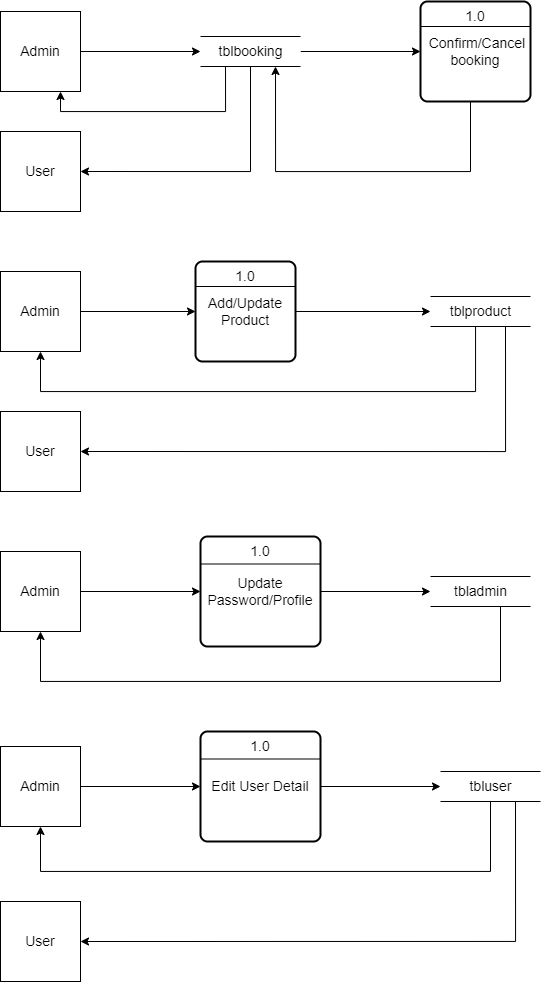 1.0
Admin
tblbooking
Confirm/Cancel
booking
User
1.0
Admin
Add/Update
Product
tblproduct
User
1.0
Admin
Update
Password/Profile
tbladmin
1.0
Admin
Edit User Detail
tbluser
User